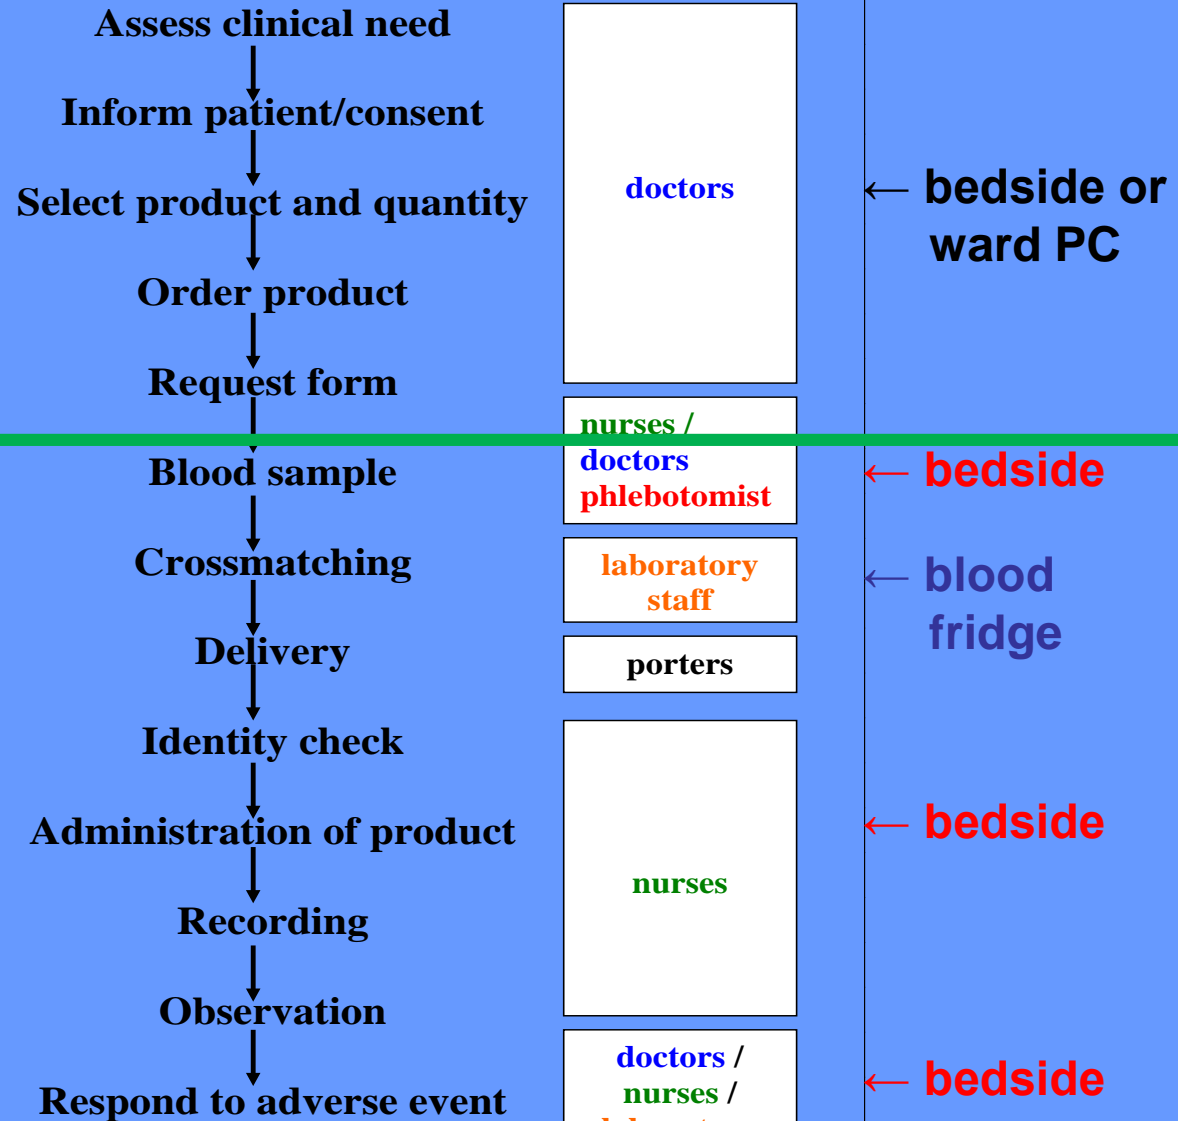 Assess clinical need
Inform patient/consent
Select product and quantity
Order product
Request form
Blood sample
Crossmatching
Delivery
Identity check
Administration of product
Recording
Observation
Respond to adverse event
doctors
nurses /
doctors
phlebotomist
laboratory
staff
porters
nurses
doctors /
nurses /
← bedside or
ward PC
← bedside
← blood
fridge
← bedside
← bedside